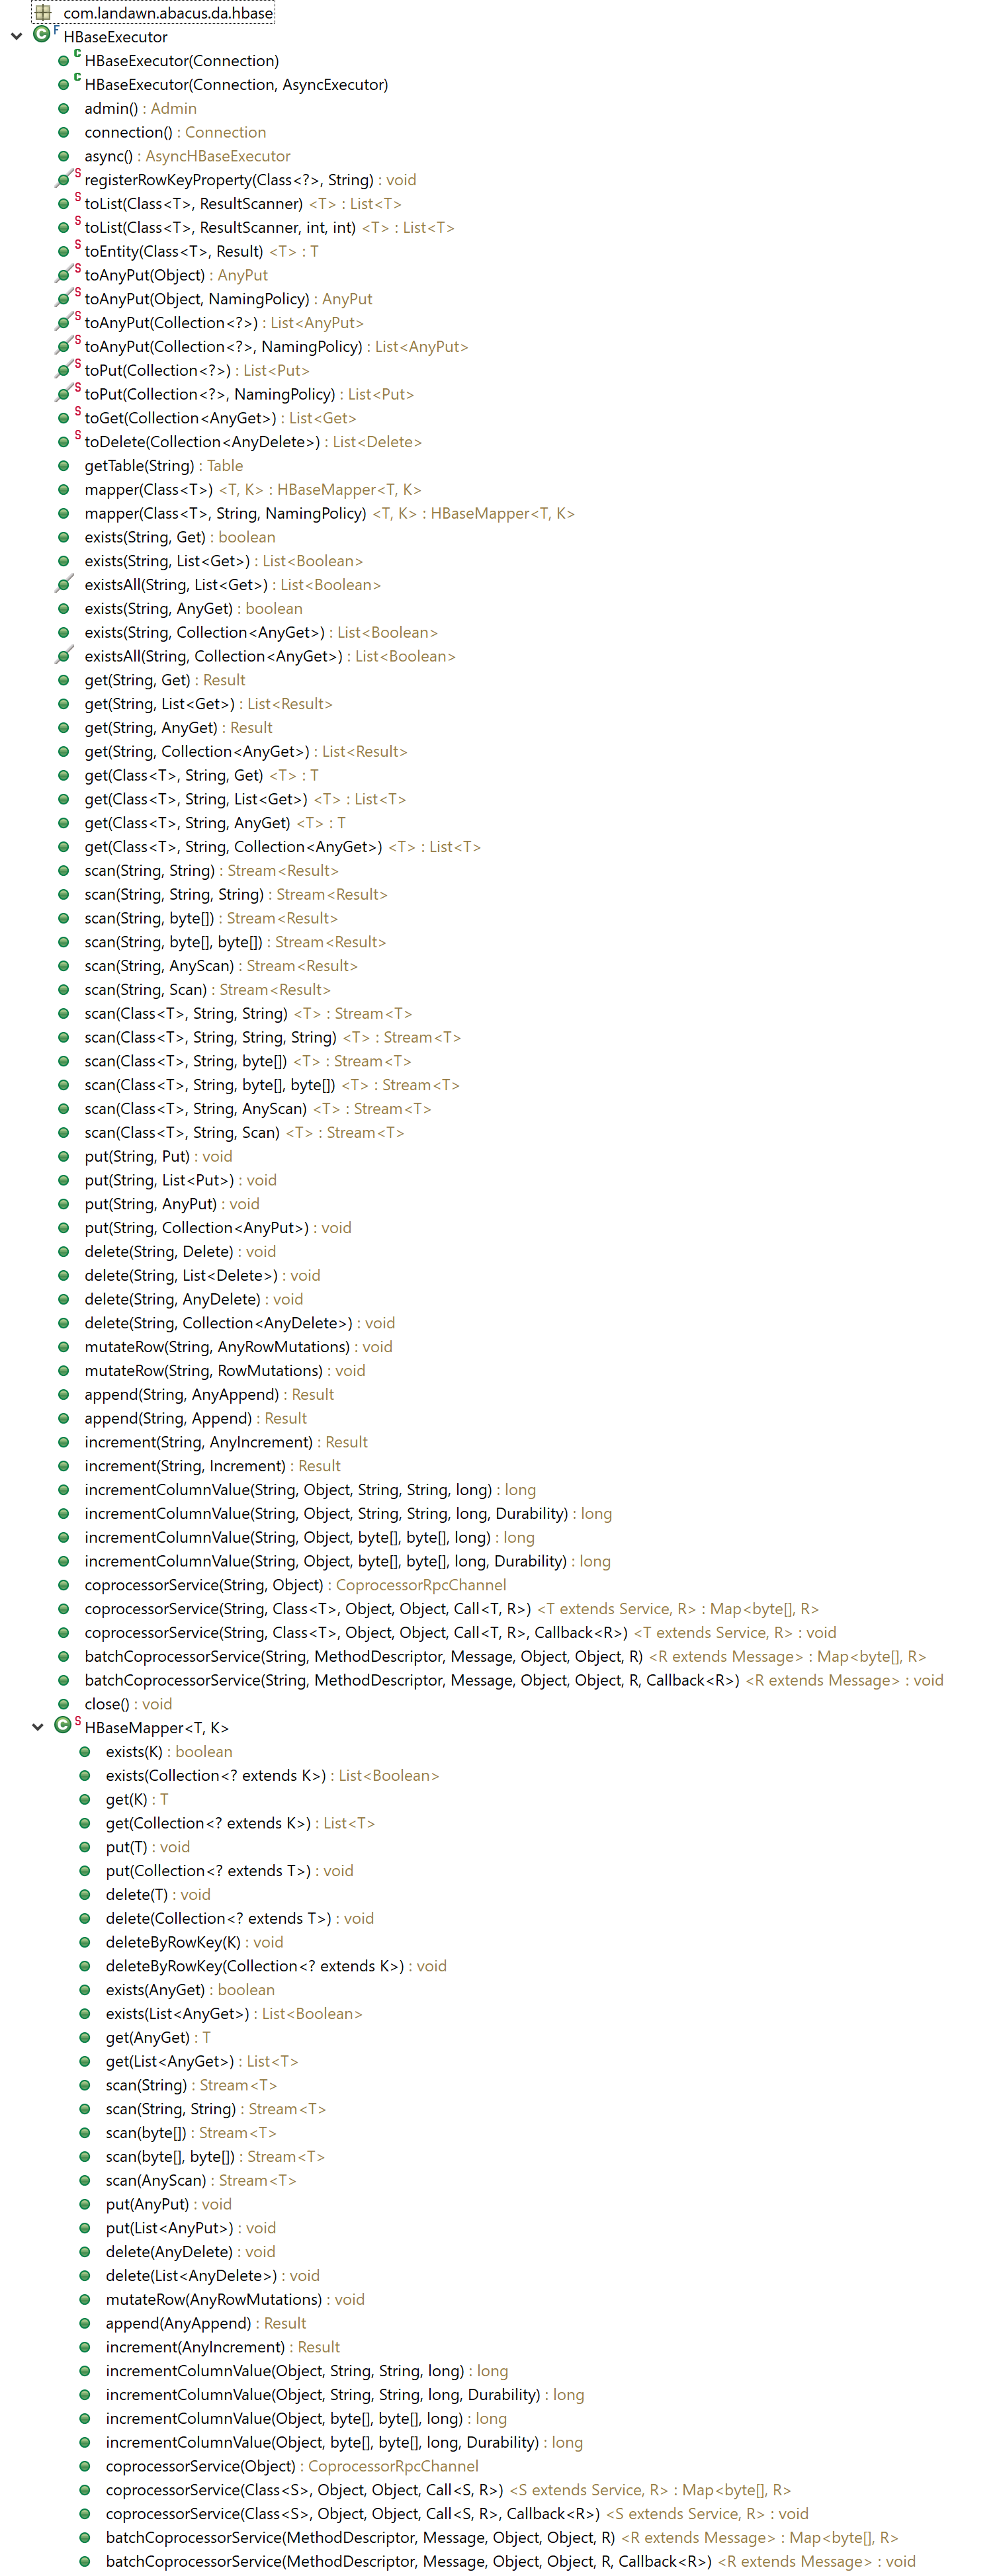 com.landawn.abacus.da.hbase
C F HBaseExecutor
C HBaseExecutor(Connection)
C HBaseExecutor(Connection, AsyncExecutor)
admin() : Admin
connection() : Connection
async() : AsyncHBaseExecutor
S registerRowKeyProperty(Class<?>, String) : void
S toList(Class<T>, ResultScanner) <T> : List<T>
S toList(Class<T>, ResultScanner, int, int) <T> : List<T>
S toEntity(Class<T>, Result) <T> : T
S toAnyPut(Object) : AnyPut
S toAnyPut(Object, NamingPolicy) : AnyPut
S toAnyPut(Collection<?>) : List<AnyPut>
S toAnyPut(Collection<?>, NamingPolicy) : List<AnyPut>
S toPut(Collection<?>) : List<Put>
S toPut(Collection<?>, NamingPolicy) : List<Put>
S toGet(Collection<AnyGet>) : List<Get>
S toDelete(Collection<AnyDelete>) : List<Delete>
getTable(String) : Table
mapper(Class<T>) <T, K> : HBaseMapper<T, K>
mapper(Class<T>, String, NamingPolicy) <T, K> : HBaseMapper<T, K>
exists(String, Get) : boolean
exists(String, List<Get>) : List<Boolean>
existsAll(String, List<Get>) : List<Boolean>
exists(String, AnyGet) : boolean
exists(String, Collection<AnyGet>) : List<Boolean>
existsAll(String, Collection<AnyGet>) : List<Boolean>
get(String, Get) : Result
get(String, List<Get>) : List<Result>
get(String, AnyGet) : Result
get(String, Collection<AnyGet>) : List<Result>
get(Class<T>, String, Get) <T> : T
get(Class<T>, String, List<Get>) <T> : List<T>
get(Class<T>, String, AnyGet) <T> : T
get(Class<T>, String, Collection<AnyGet>) <T> : List<T>
scan(String, String) : Stream<Result>
scan(String, String, String) : Stream<Result>
scan(String, byte[]) : Stream<Result>
scan(String, byte[], byte[]) : Stream<Result>
scan(String, AnyScan) : Stream<Result>
scan(String, Scan) : Stream<Result>
scan(Class<T>, String, String) <T> : Stream<T>
scan(Class<T>, String, String, String) <T> : Stream<T>
scan(Class<T>, String, byte[]) <T> : Stream<T>
scan(Class<T>, String, byte[], byte[]) <T> : Stream<T>
scan(Class<T>, String, AnyScan) <T> : Stream<T>
scan(Class<T>, String, Scan) <T> : Stream<T>
put(String, Put) : void
put(String, List<Put>) : void
put(String, AnyPut) : void
put(String, Collection<AnyPut>) : void
delete(String, Delete) : void
delete(String, List<Delete>) : void
delete(String, AnyDelete) : void
delete(String, Collection<AnyDelete>) : void
mutateRow(String, AnyRowMutations) : void
mutateRow(String, RowMutations) : void
append(String, AnyAppend) : Result
append(String, Append) : Result
increment(String, AnyIncrement) : Result
increment(String, Increment) : Result
incrementColumnValue(String, Object, String, String, long) : long
incrementColumnValue(String, Object, String, String, long, Durability) : long
incrementColumnValue(String, Object, byte[], byte[], long) : long
incrementColumnValue(String, Object, byte[], byte[], long, Durability) : long
coprocessorService(String, Object) : CoprocessorRpcChannel
coprocessorService(String, Class<T>, Object, Object, Call<T, R>) <T extends Service, R> : Map<byte[], R>
coprocessorService(String, Class<T>, Object, Object, Call<T, R>, Callback<R>) <T extends Service, R> : void
batchCoprocessorService(String, MethodDescriptor, Message, Object, Object, R) <R extends Message> : Map<byte[], R>
batchCoprocessorService(String, MethodDescriptor, Message, Object, Object, R, Callback<R>) <R extends Message> : void
close() : void
C S HBaseMapper<T, K>
exists(K) : boolean
exists(Collection<? extends K>) : List<Boolean>
get(K) : T
get(Collection<? extends K>) : List<T>
put(T) : void
put(Collection<? extends T>) : void
delete(T) : void
delete(Collection<? extends T>) : void
deleteByRowKey(K) : void
deleteByRowKey(Collection<? extends K>) : void
exists(AnyGet) : boolean
exists(List<AnyGet>) : List<Boolean>
get(AnyGet) : T
get(List<AnyGet>) : List<T>
scan(String) : Stream<T>
scan(String, String) : Stream<T>
scan(byte[]) : Stream<T>
scan(byte[], byte[]) : Stream<T>
scan(AnyScan) : Stream<T>
put(AnyPut) : void
put(List<AnyPut>) : void
delete(AnyDelete) : void
delete(List<AnyDelete>) : void
mutateRow(AnyRowMutations) : void
append(AnyAppend) : Result
increment(AnyIncrement) : Result
incrementColumnValue(Object, String, String, long) : long
incrementColumnValue(Object, String, String, long, Durability) : long
incrementColumnValue(Object, byte[], byte[], long) : long
incrementColumnValue(Object, byte[], byte[], long, Durability) : long
coprocessorService(Object) : CoprocessorRpcChannel
coprocessorService(Class<S>, Object, Object, Call<S, R>) <S extends Service, R> : Map<byte[], R>
coprocessorService(Class<S>, Object, Object, Call<S, R>, Callback<R>) <S extends Service, R> : void
batchCoprocessorService(MethodDescriptor, Message, Object, Object, R) <R extends Message> : Map<byte[], R>
batchCoprocessorService(MethodDescriptor, Message, Object, Object, R, Callback<R>) <R extends Message> : void